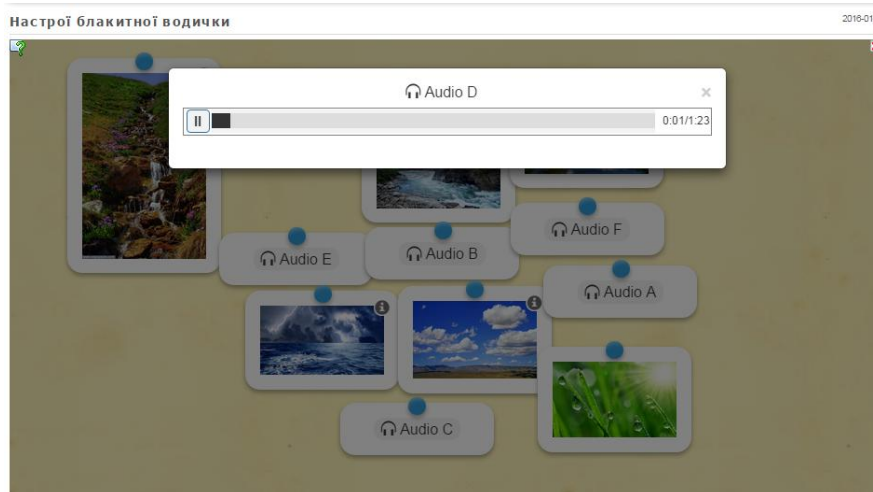 Настрої блакитної водички
2016-01
Audio D
0:01/1:23
Audio F
Audio B
Audio E
Audio A
Audio C